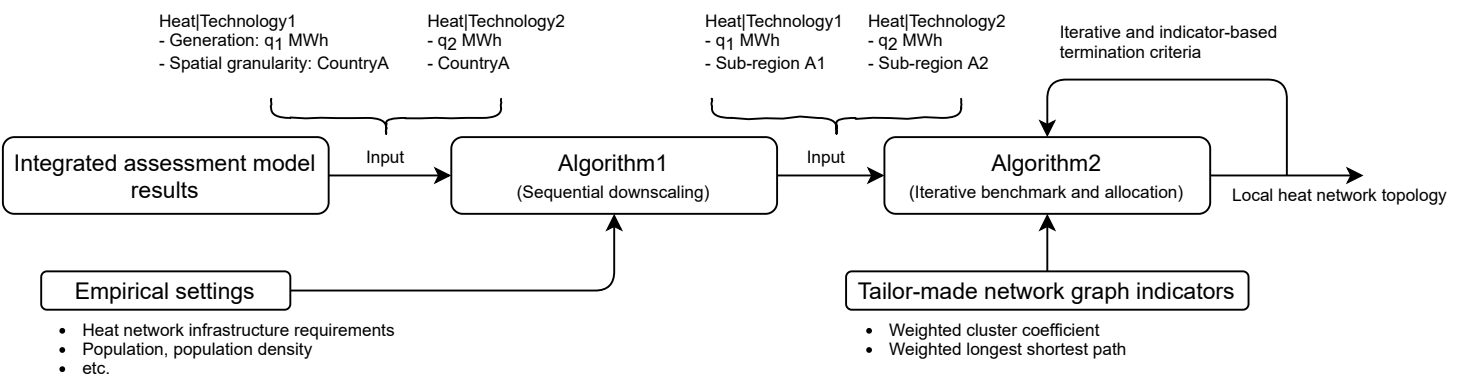 Heat|Technology1
- Generation: q1 MWh
- Spatial granularity: CountryA
Heat|Technology2
- q2 MWh
- CountryA
Heat|Technology1
- q1 MWh
- Sub-region A1
Heat|Technology2
- q2 MWh
- Sub-region A2
Iterative and indicator-based
termination criteria
Integrated assessment model
results
Input
Algorithm1
(Sequential downscaling)
Input
Algorithm2
(Iterative benchmark and allocation)
Local heat network topology
Empirical settings
• Heat network infrastructure requirements
• Population, population density
• etc.
Tailor-made network graph indicators
• Weighted cluster coefficient
• Weighted longest shortest path